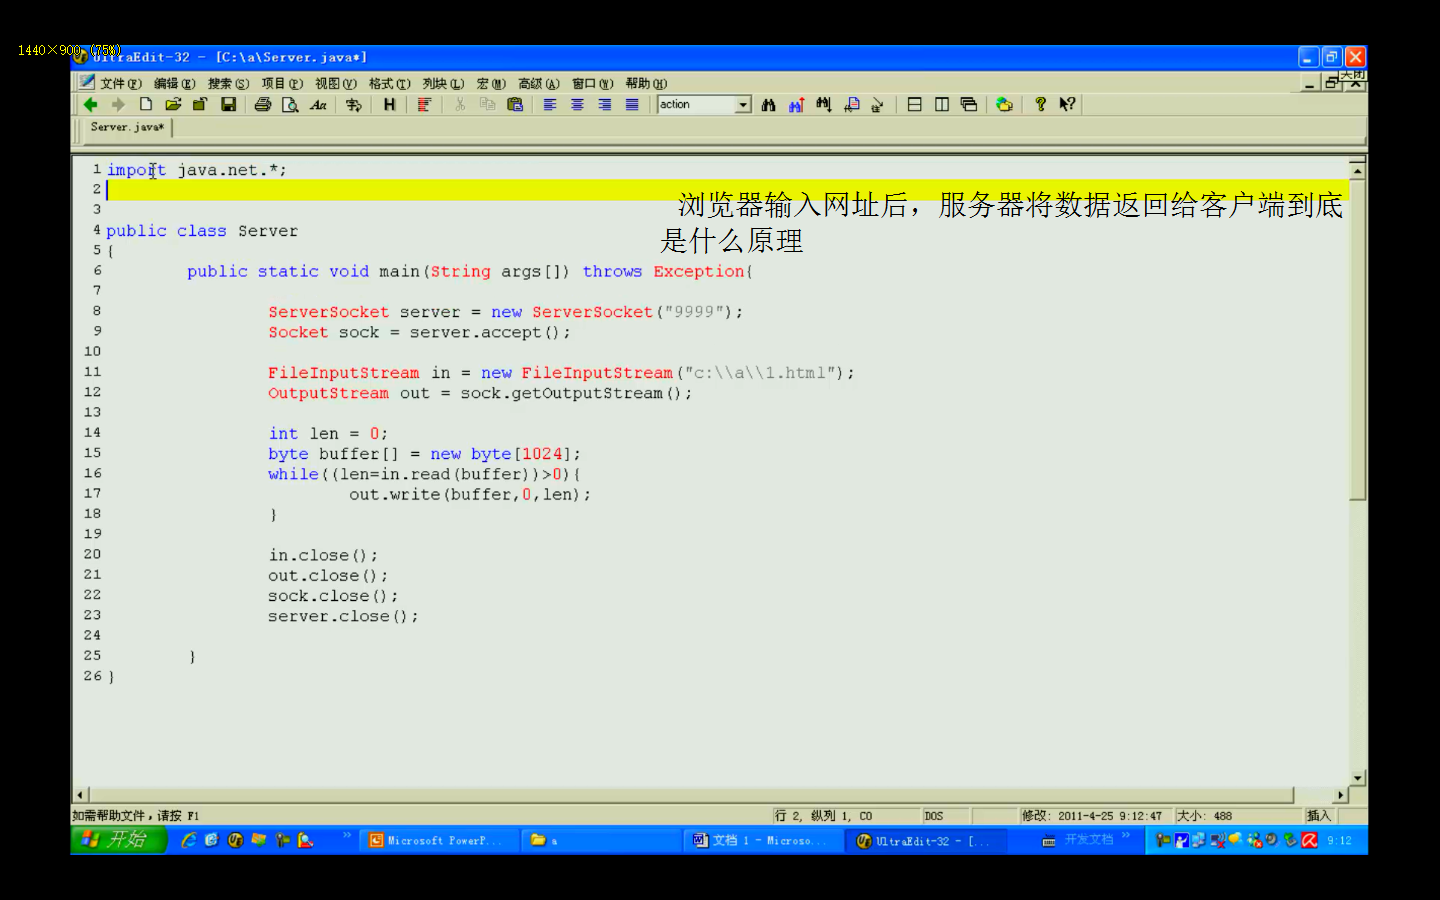 1440×900 (75%)
UltraEdit-32 - [C:\a\Server.java*]
文件(F) 编辑(E) 搜索(S) 项目(P) 视图(V) 格式(T) 列块(L) 宏(M) 高级(A) 窗口(W) 帮助(H)
关闭
action
Server.java*
1 import java.net.*;
2
浏览器输入网址后，服务器将数据返回给客户端到底
是什么原理
3
4 public class Server
5 {
6 public static void main(String args[]) throws Exception{
7
8 ServerSocket server = new ServerSocket("9999");
9 Socket sock = server.accept();
10
11 FileInputStream in = new FileInputStream("c:\\a\\1.html");
12 OutputStream out = sock.getOutputStream();
13
14 int len = 0;
15 byte buffer[] = new byte[1024];
16 while((len=in.read(buffer))>0){
17 out.write(buffer,0,len);
18 }
19
20 in.close();
21 out.close();
22 sock.close();
23 server.close();
24
25 }
26 }
如需帮助文件，请按 F1 行 2, 纵列 1, C0 DOS 修改: 2011-4-25 9:12:47 大小: 488 插入
开始 Microsoft PowerP... a 文档 1 - Microso... UltraEdit-32 - [... 开发文档 9:12